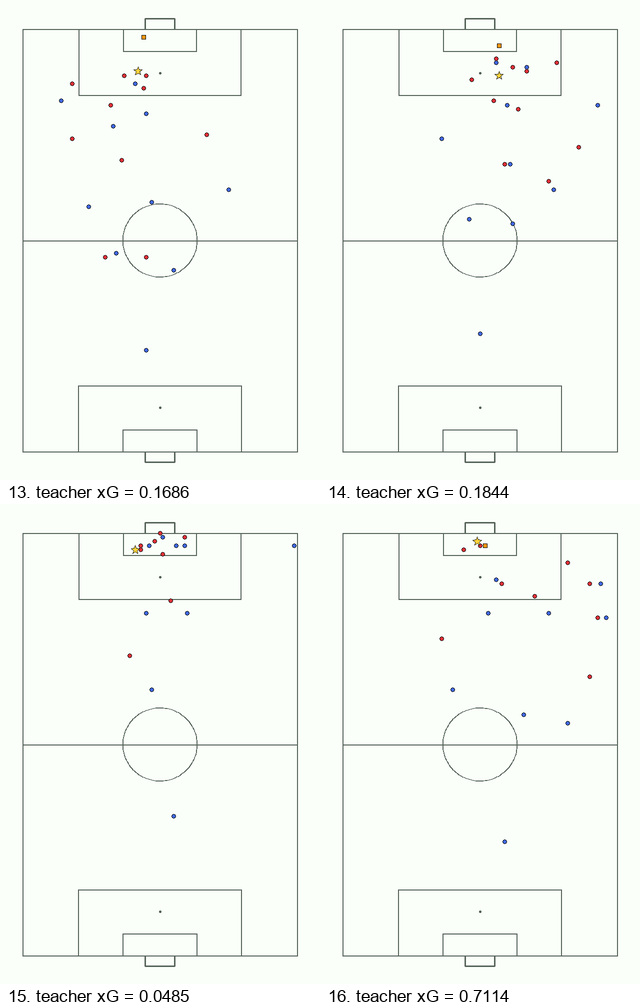 13. teacher xG = 0.1686
14. teacher xG = 0.1844
15. teacher xG = 0.0485
16. teacher xG = 0.7114